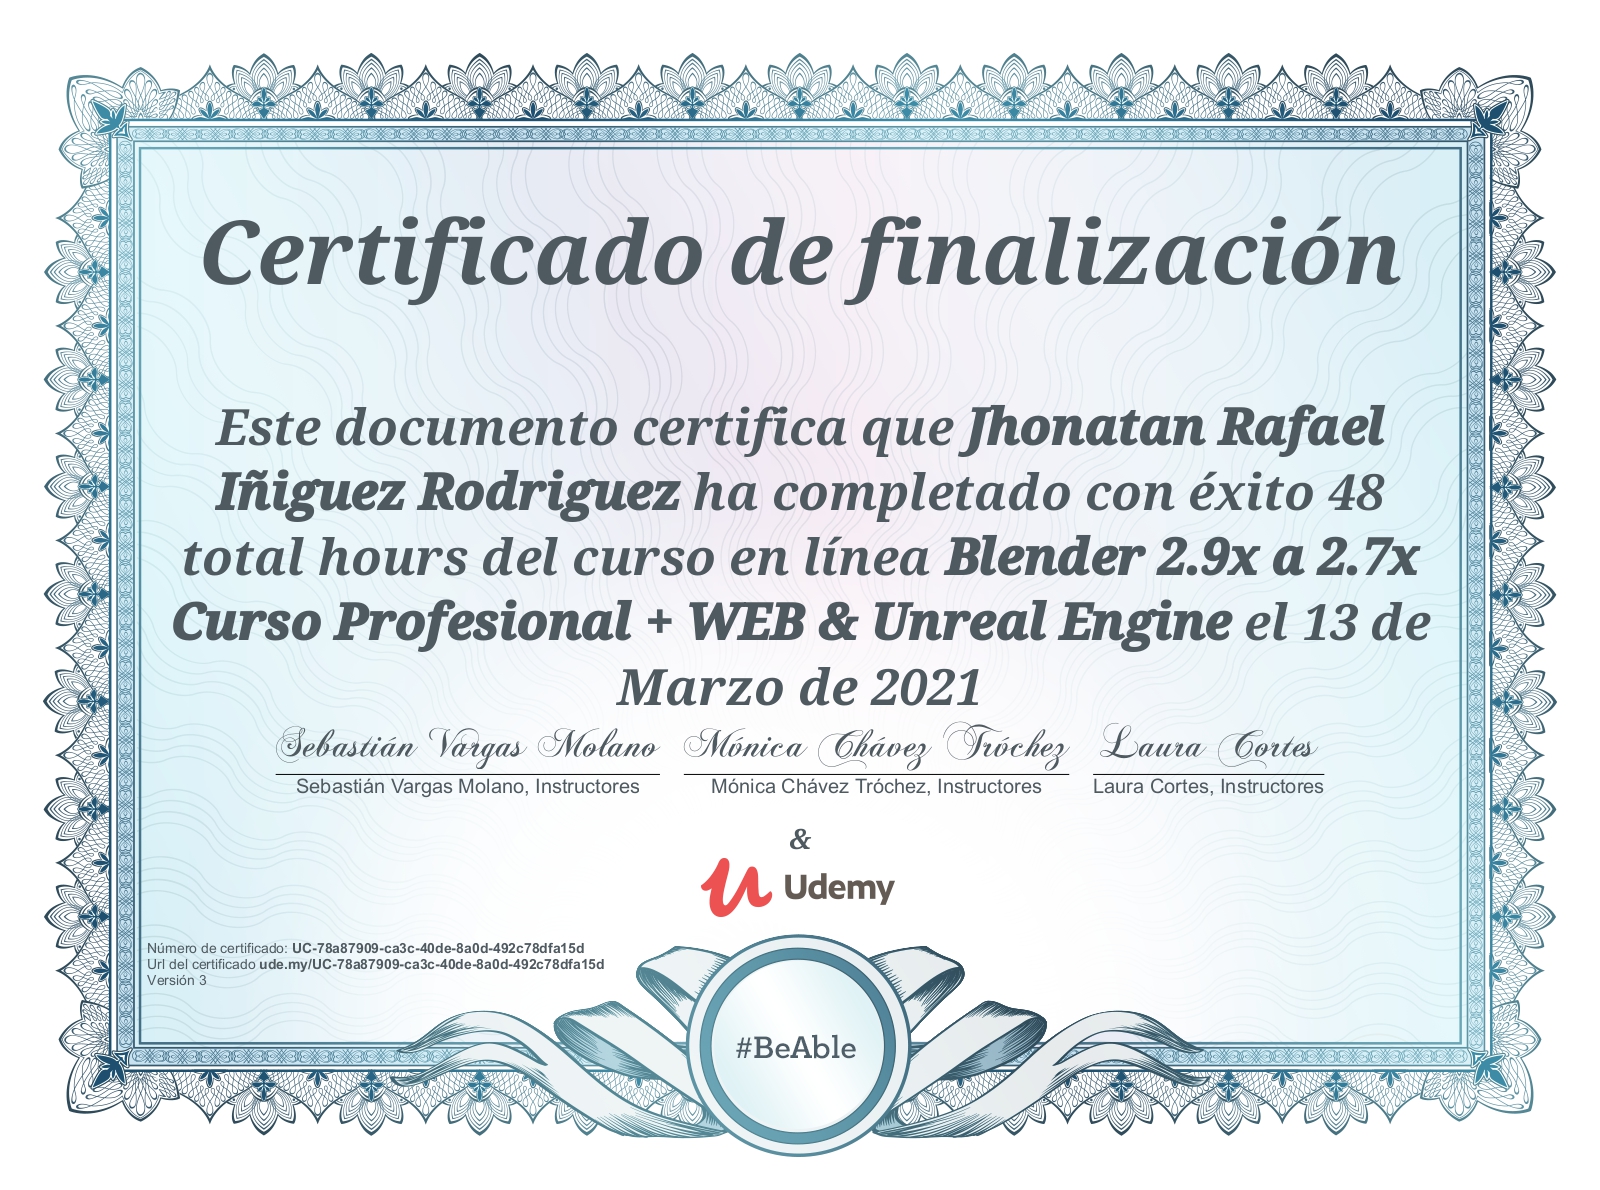 Certificado de finalización
Este documento certifica que Jhonatan Rafael
Iñiguez Rodriguez ha completado con éxito 48
total hours del curso en línea Blender 2.9x a 2.7x
Curso Profesional + WEB & Unreal Engine el 13 de
Marzo de 2021
Sebastián Vargas Molano Mónica Chávez Tróchez Laura Cortes
Sebastián Vargas Molano, Instructores Mónica Chávez Tróchez, Instructores Laura Cortes, Instructores
&
Udemy
Número de certificado: UC-78a87909-ca3c-40de-8a0d-492c78dfa15d
Url del certificado ude.my/UC-78a87909-ca3c-40de-8a0d-492c78dfa15d
Versión 3
#BeAble